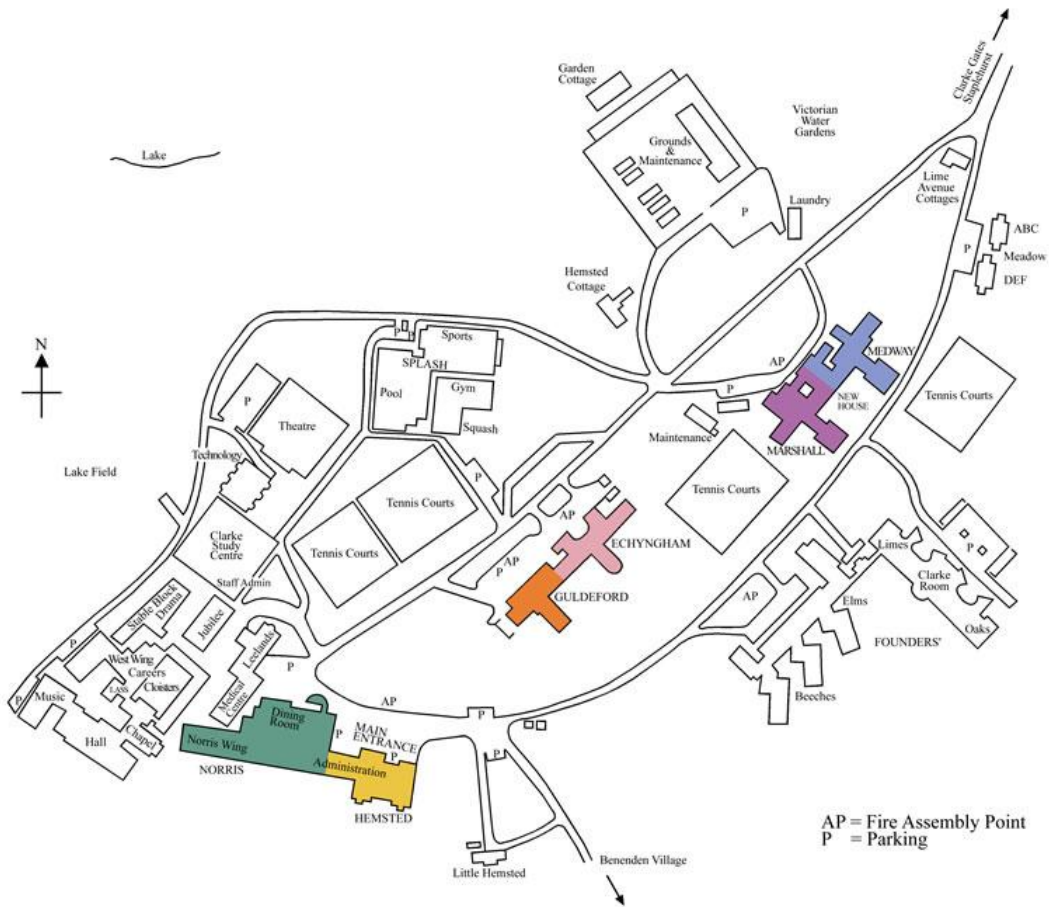 Clarke Gates
Staplehurst
Garden
Cottage
Victorian
Water
Gardens
Grounds
&
Maintenance
Lake
Lime
Avenue
Cottages
Laundry
P
ABC
P
Meadow
DEF
Hemsted
Cottage
N
P
P
Sports
SPLASH
AP
MEDWAY
Pool
Gym
P
NEW
HOUSE
Tennis Courts
P
Squash
Theatre
Maintenance
MARSHALL
Technology
Lake Field
P
Tennis Courts
Tennis Courts
AP
Clarke
Study
Centre
Tennis Courts
AP
P
ECHYNGHAM
Limes
P
Staff Admin
Clarke
Room
Stable Block
Drama
Jubilee
GULDEFORD
AP
Elms
Oaks
FOUNDERS'
P
West Wing
Careers
Cloisters
LASS
Leelands
P
Medical
Centre
Beeches
P
Music
AP
P
Dining
Room
Hall
Chapel
MAIN
ENTRANCE
P
P
Norris Wing
P
Administration
NORRIS
HEMSTED
AP = Fire Assembly Point
P = Parking
Little Hemsted
Benenden Village